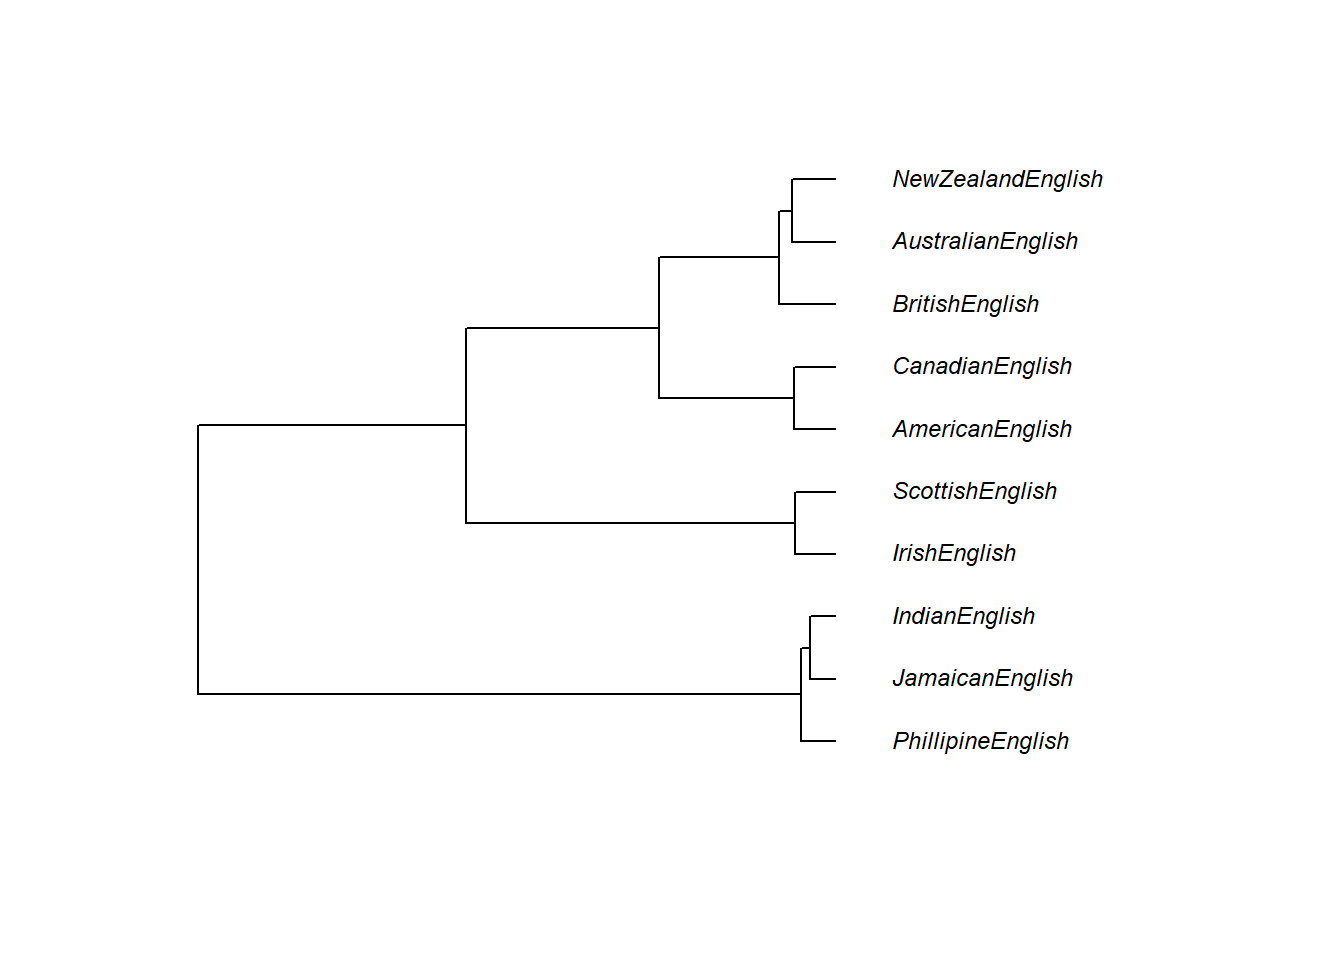 NewZealandEnglish
AustralianEnglish
BritishEnglish
CanadianEnglish
AmericanEnglish
ScottishEnglish
IrishEnglish
IndianEnglish
JamaicanEnglish
PhillipineEnglish